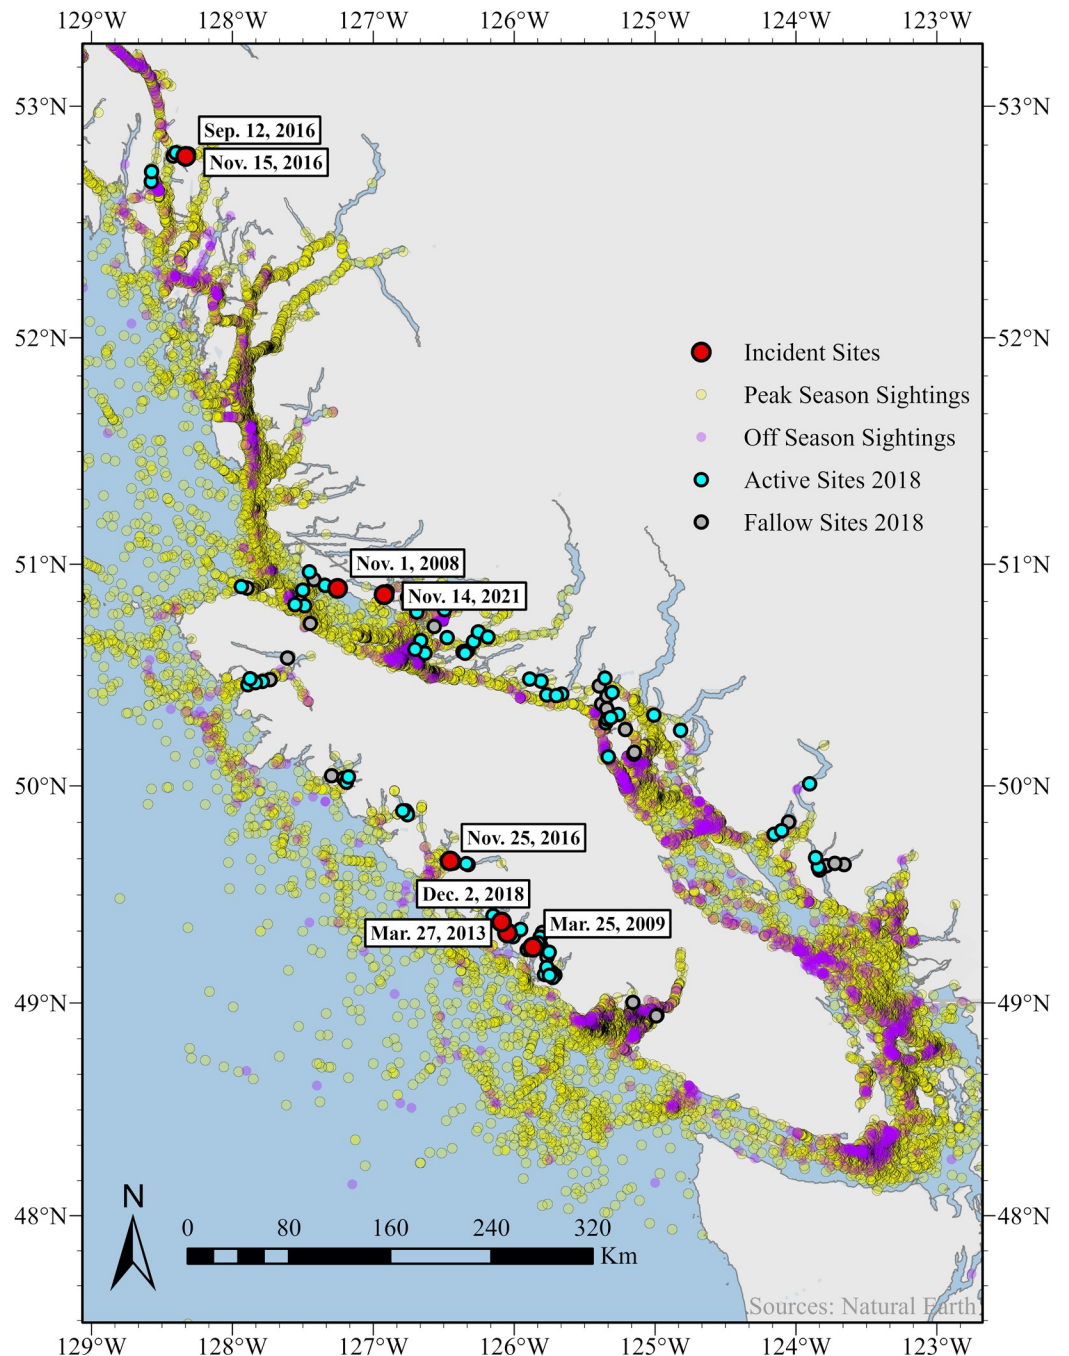 129°W 128°W 127°W 126°W 125°W 124°W 123°W
53°N 53°N
Sep. 12, 2016
Nov. 15, 2016
52°N 52°N
Incident Sites
Peak Season Sightings
Off Season Sightings
Active Sites 2018
Fallow Sites 2018
51°N 51°N
Nov. 1, 2008
Nov. 14, 2021
50°N 50°N
Nov. 25, 2016
Dec. 2, 2018
Mar. 27, 2013
Mar. 25, 2009
49°N 49°N
48°N 48°N
N
0 80 160 240 320
Km
Sources: Natural Earth
129°W 128°W 127°W 126°W 125°W 124°W 123°W